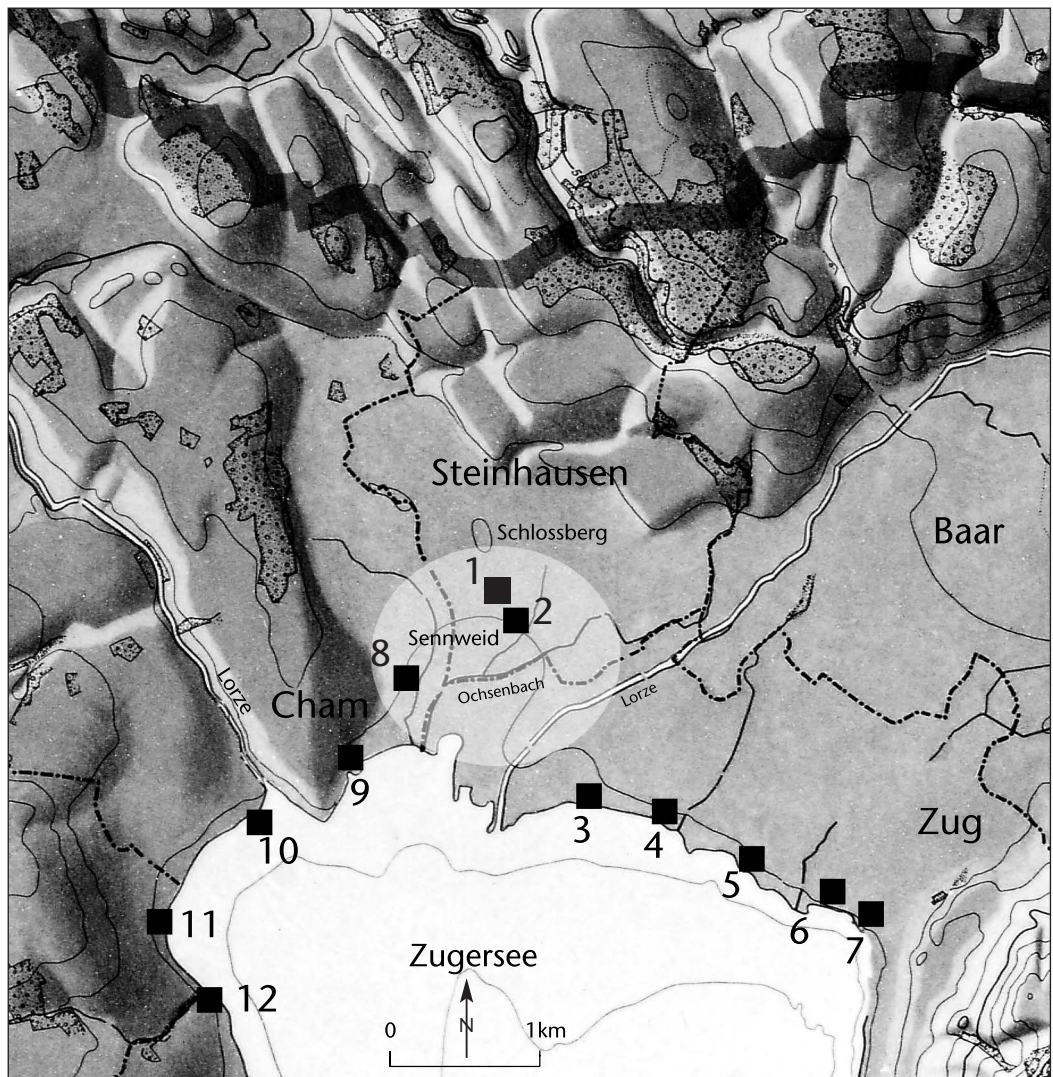 Steinhausen
Schlossberg
Baar
1
2
Sennweid
8
Ochsenbach
Lorze
Lorze
Cham
9
3
4
Zug
10
5
6
7
11
Zugersee
12
0
N
1km